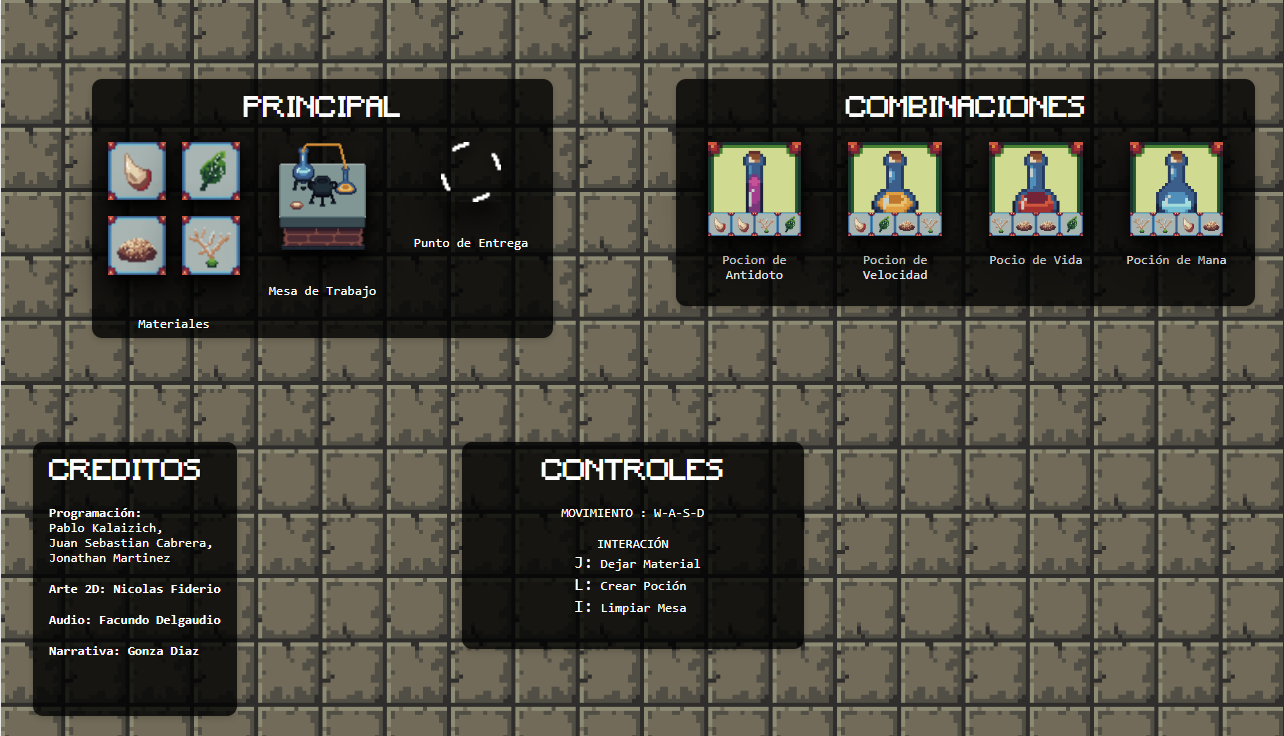 PRINCIPAL
Punto de Entrega
Mesa de Trabajo
Materiales
COMBINACIONES
Pocion de
Antidoto
Pocion de
Velocidad
Pocio de Vida
Poción de Mana
CREDITOS
Programación:
Pablo Kalaizich,
Juan Sebastian Cabrera,
Jonathan Martinez
Arte 2D: Nicolas Fiderio
Audio: Facundo Delgaudio
Narrativa: Gonza Diaz
CONTROLES
MOVIMIENTO : W-A-S-D
INTERACIÓN
J: Dejar Material
L: Crear Poción
I: Limpiar Mesa